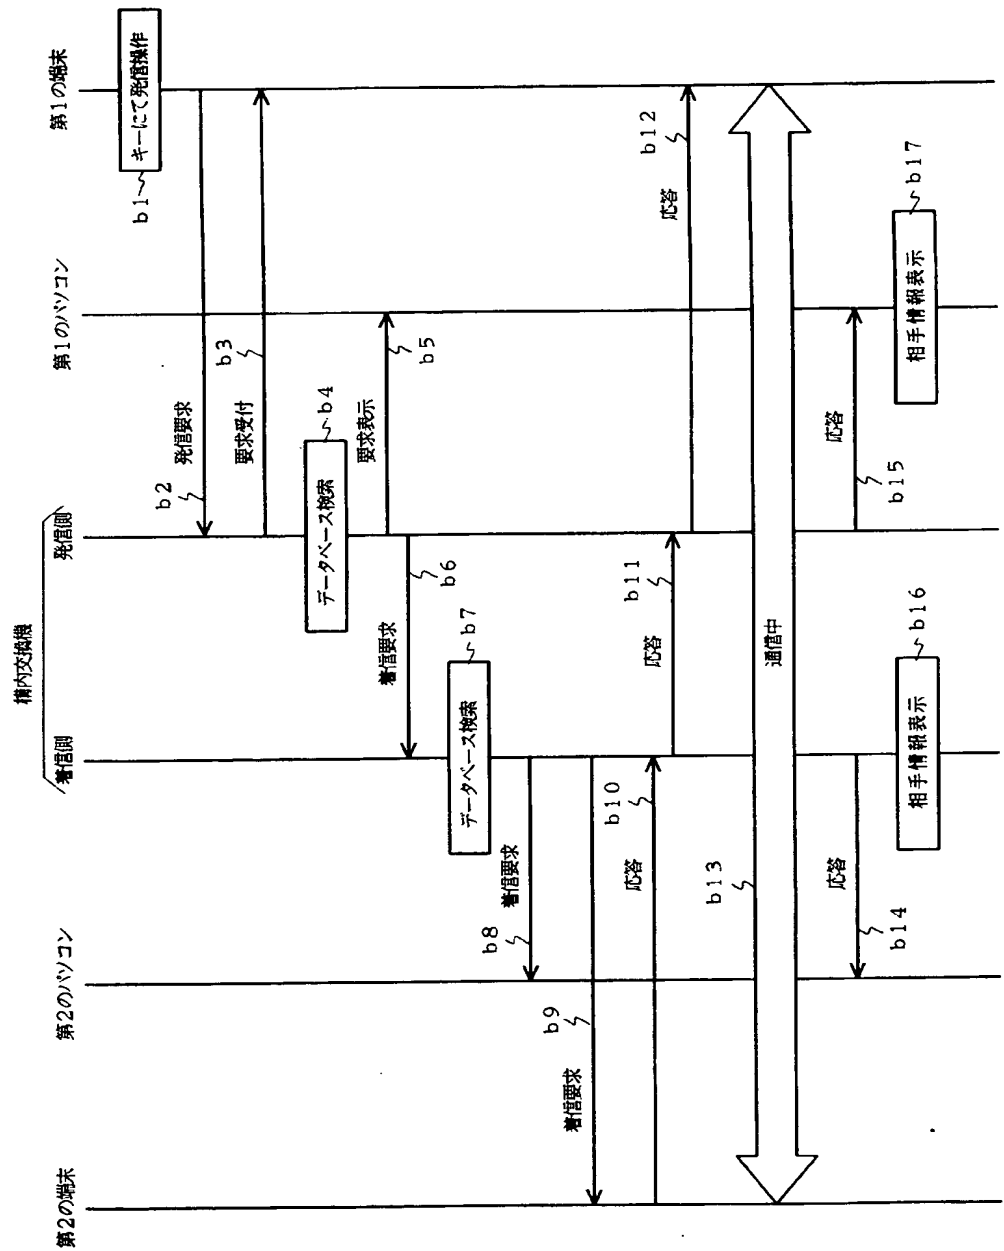 第1の端末
第1のパソコン
構内交換機
発信側
着信側
第2のパソコン
第2の端末
キーにて発信操作
b1
発信要求
b2
要求受付
b3
データベース検索
b4
要求表示
b5
着信要求
b6
データベース検索
b7
着信要求
b8
着信要求
b9
応答
b10
応答
b11
応答
b12
通信中
b13
応答
b14
応答
b15
相手情報表示
b16
相手情報表示
b17